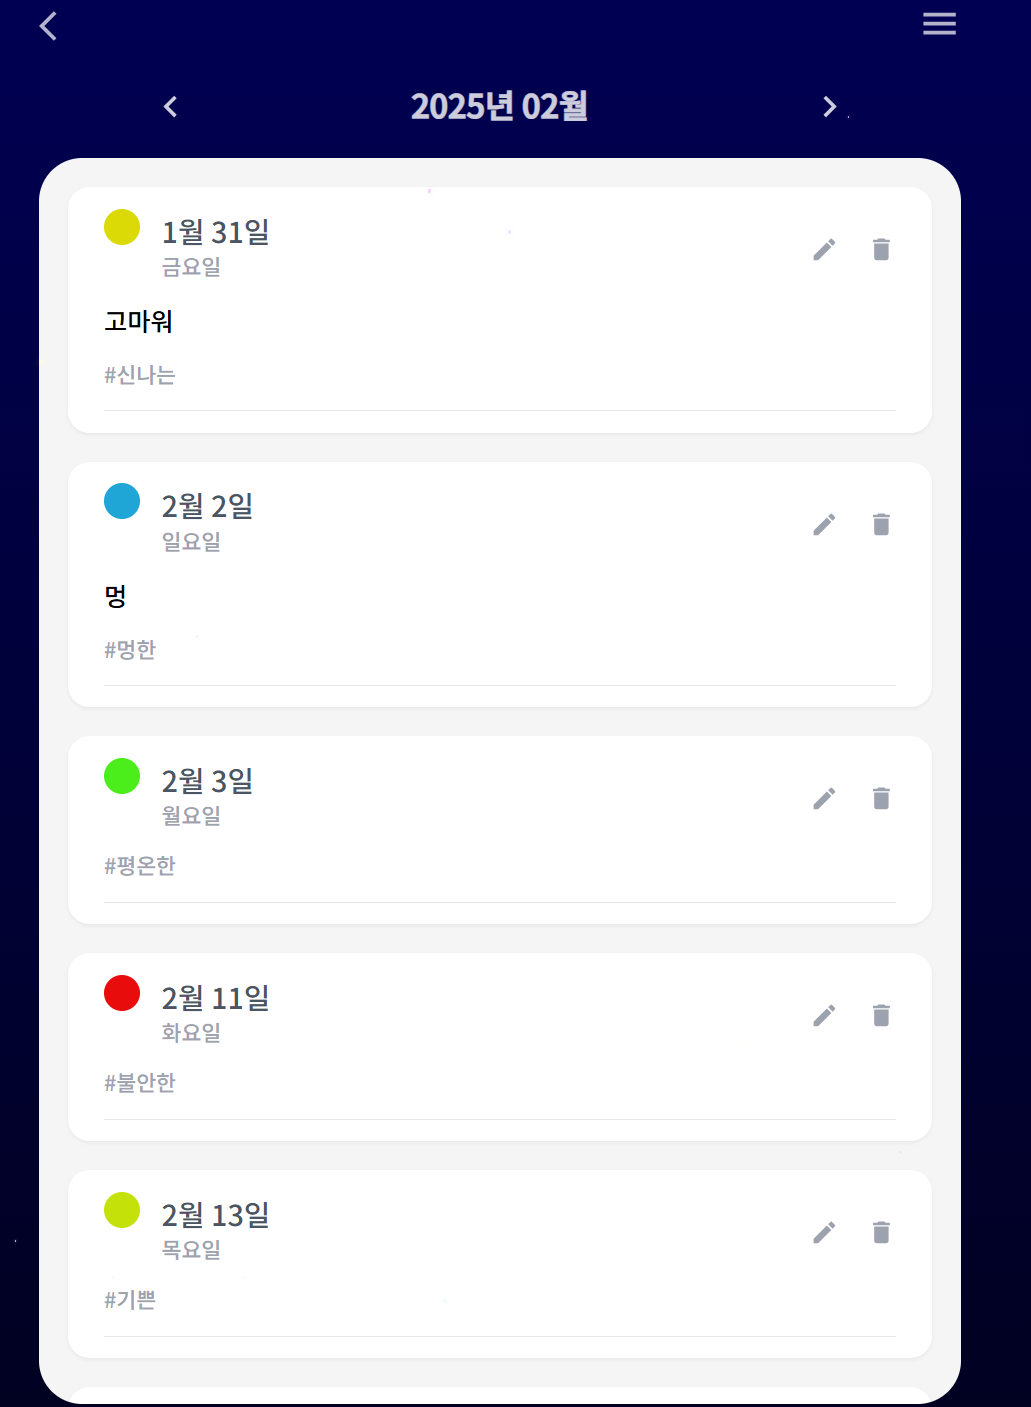 2025년 02월
1월 31일
금요일
고마워
#신나는
2월 2일
일요일
멍
#멍한
2월 3일
월요일
#평온한
2월 11일
화요일
#불안한
2월 13일
목요일
#기쁜